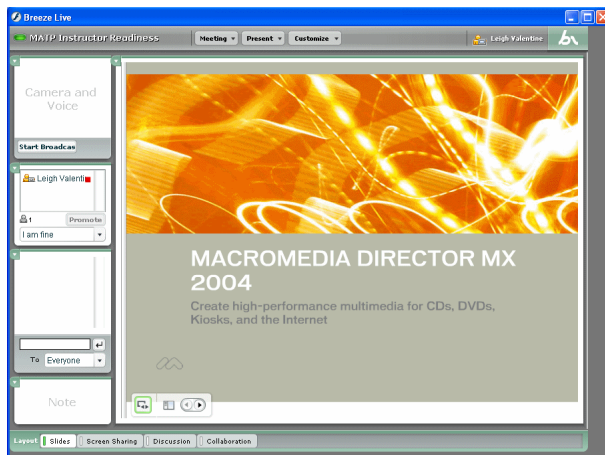 Breeze Live
MATP Instructor Readiness
Meeting
Present
Customize
Leigh Valentine
Camera and
Voice
Start Broadcas
Leigh Valenti
1
Promote
I am fine
To Everyone
Note
MACROMEDIA DIRECTOR MX
2004
Create high-performance multimedia for CDs, DVDs,
Kiosks, and the Internet
Layout Slides Screen Sharing Discussion Collaboration